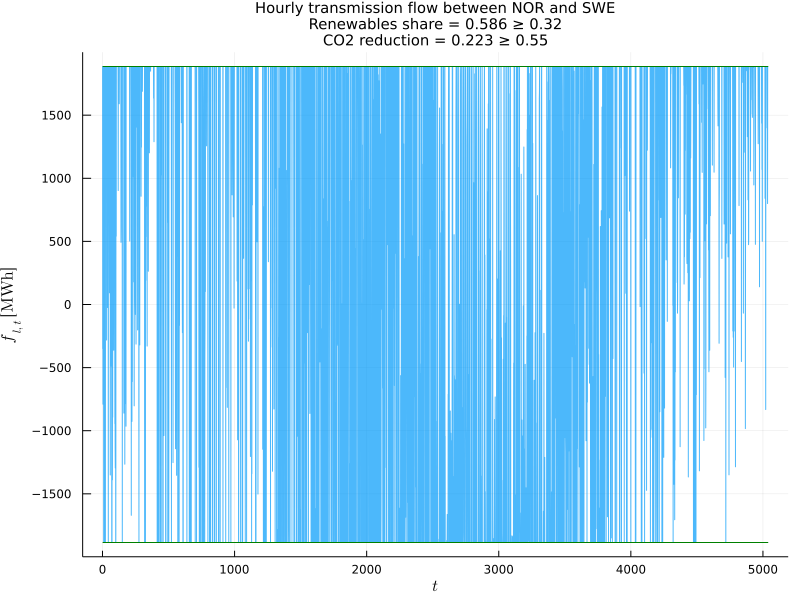 Hourly transmission flow between NOR and SWE
Renewables share = 0.586 ≥ 0.32
CO2 reduction = 0.223 ≥ 0.55
1500
1000
500
0
−500
−1000
−1500
f_{l,t} [MWh]
0 1000 2000 3000 4000 5000
t